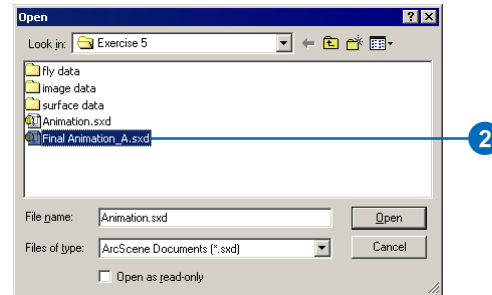 Open
Look in: Exercise 5
fly data
image data
surface data
Animation.sxd
Final Animation_A.sxd
2
File name: Animation.sxd Open
Files of type: ArcScene Documents (*.sxd) Cancel
Open as read-only